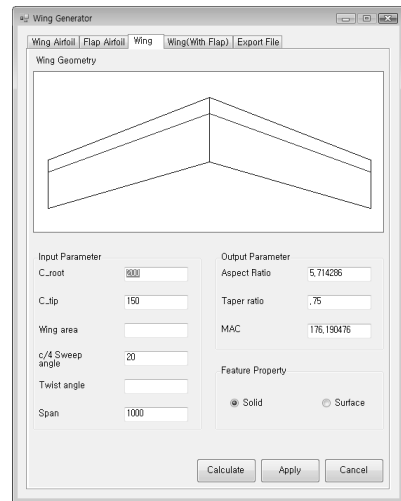 Wing Generator
Wing Airfoil Flap Airfoil Wing Wing(With Flap) Export File
Wing Geometry
Input Parameter
C_root 200
C_tip 150
Wing area
c/4 Sweep
angle 20
Twist angle
Span 1000
Output Parameter
Aspect Ratio 5,714286
Taper ratio ,75
MAC 176,190476
Feature Property
Solid Surface
Calculate Apply Cancel